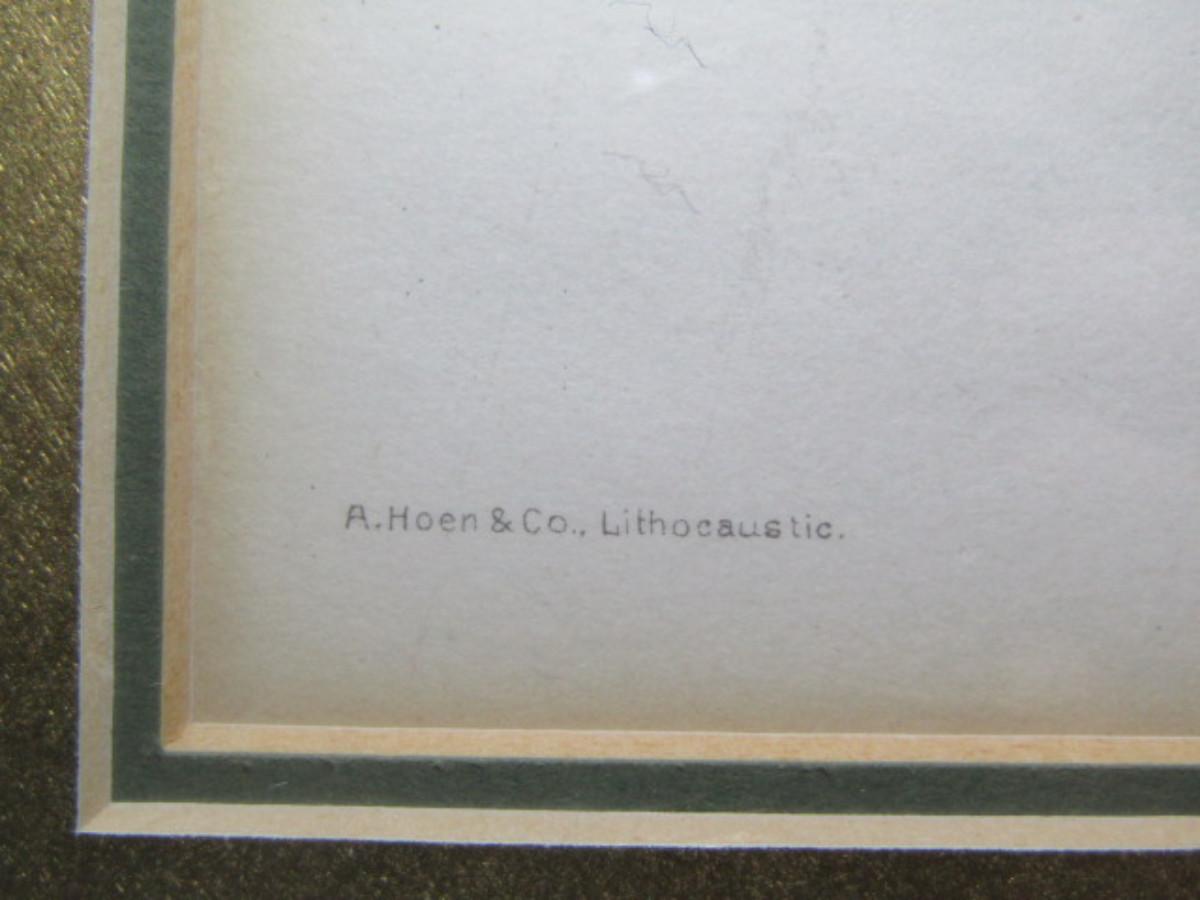 A. Hoen & Co., Lithocaustic.